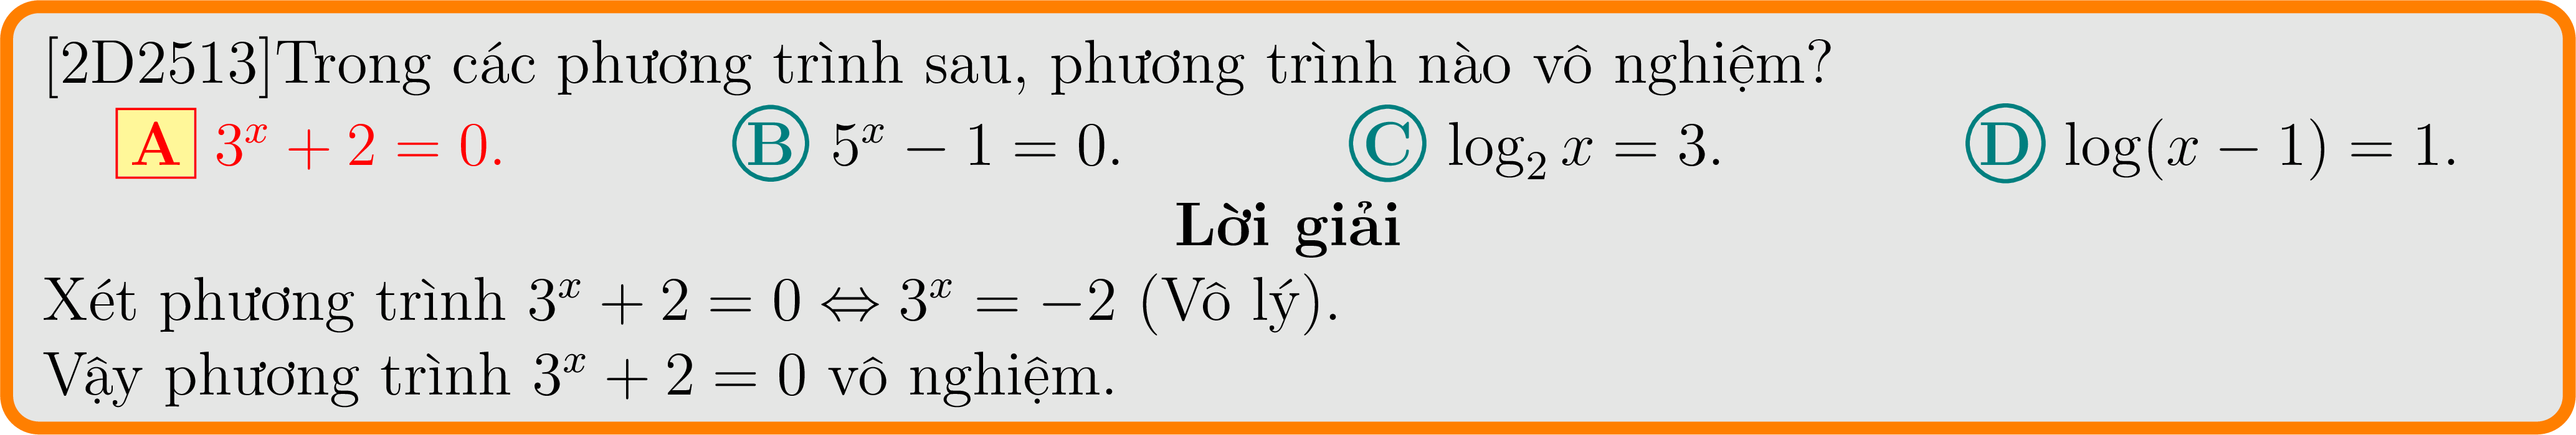 [2D2513]Trong các phương trình sau, phương trình nào vô nghiệm?
A 3^x + 2 = 0. B 5^x − 1 = 0. C log_2 x = 3. D log(x − 1) = 1.
Lời giải
Xét phương trình 3^x + 2 = 0 ⇔ 3^x = −2 (Vô lý).
Vậy phương trình 3^x + 2 = 0 vô nghiệm.